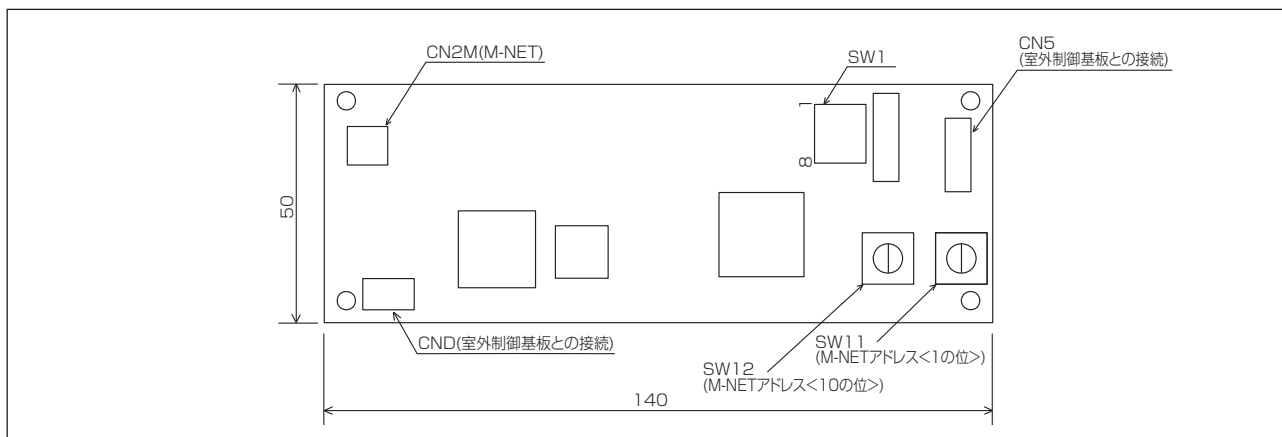 CN2M(M-NET)
SW1
CN5
(室外制御基板との接続)
1
8
50
CND(室外制御基板との接続)
SW11
(M-NETアドレス<1の位>)
SW12
(M-NETアドレス<10の位>)
140